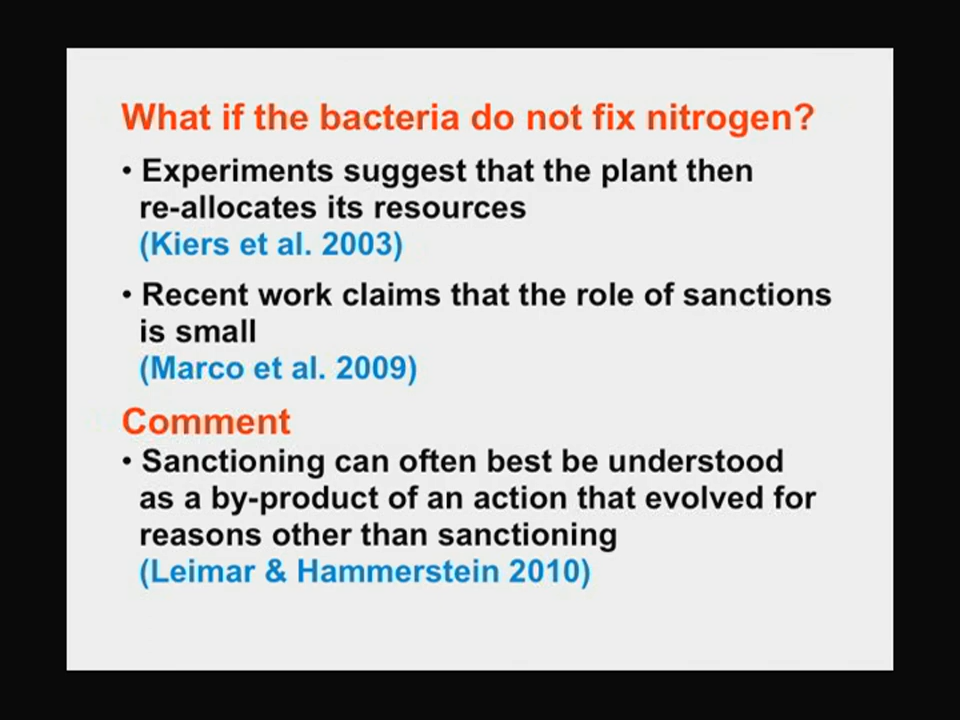 What if the bacteria do not fix nitrogen?
• Experiments suggest that the plant then
re-allocates its resources
(Kiers et al. 2003)
• Recent work claims that the role of sanctions
is small
(Marco et al. 2009)
Comment
• Sanctioning can often best be understood
as a by-product of an action that evolved for
reasons other than sanctioning
(Leimar & Hammerstein 2010)